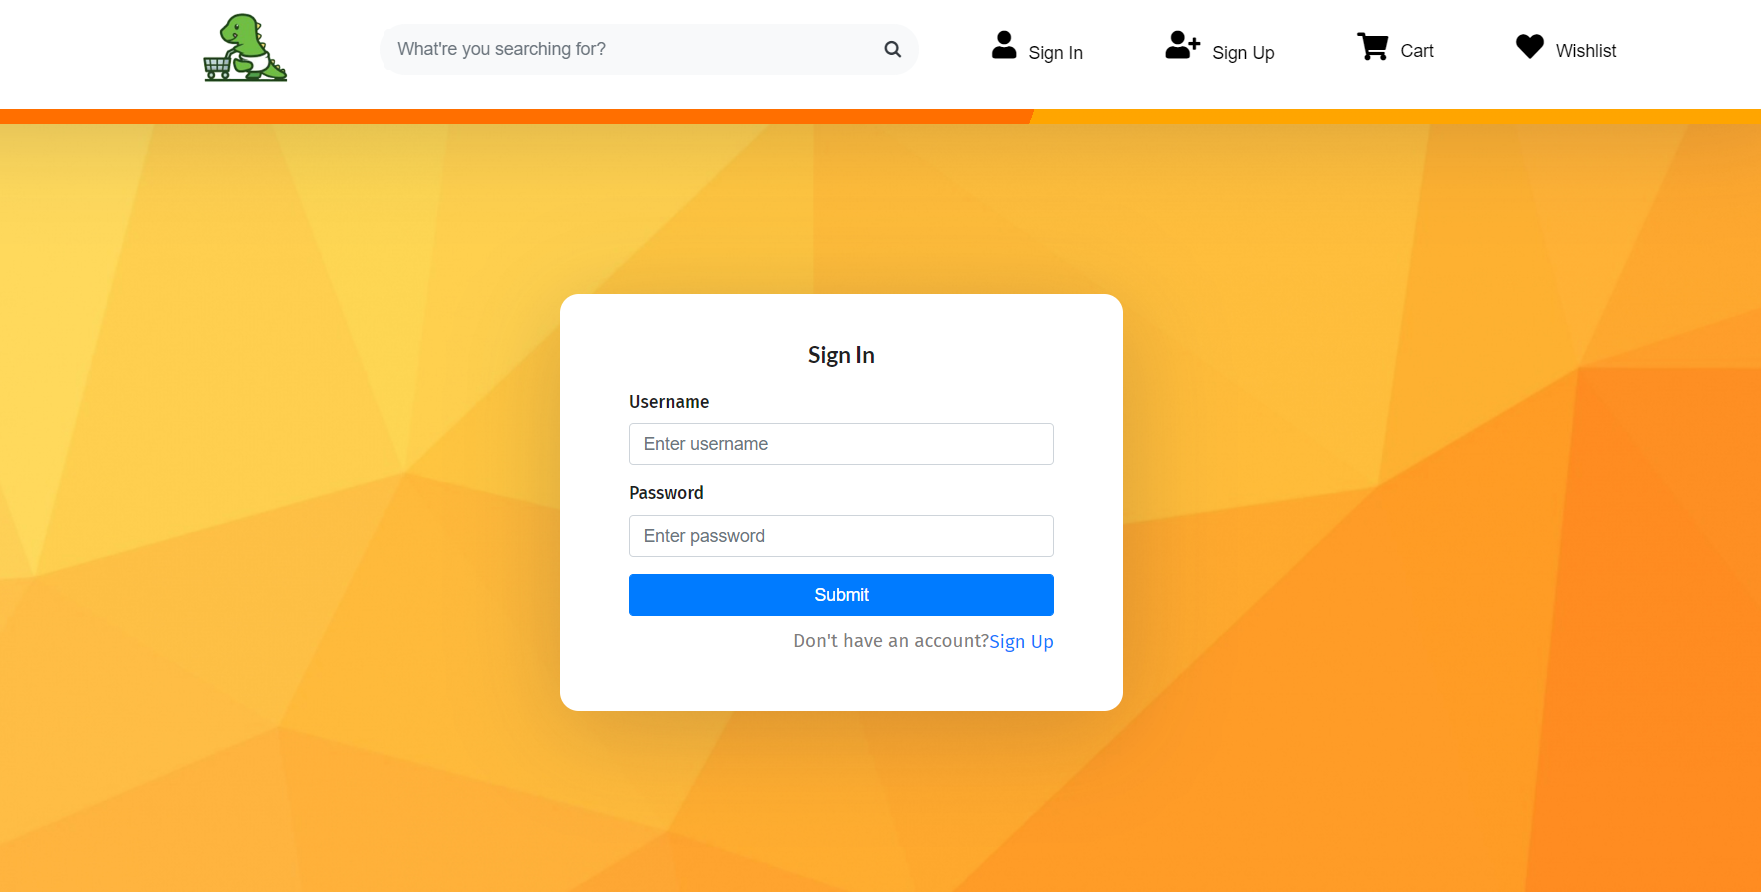 What're you searching for?
Sign In
Sign Up
Cart
Wishlist
Sign In
Username
Enter username
Password
Enter password
Submit
Don't have an account?Sign Up